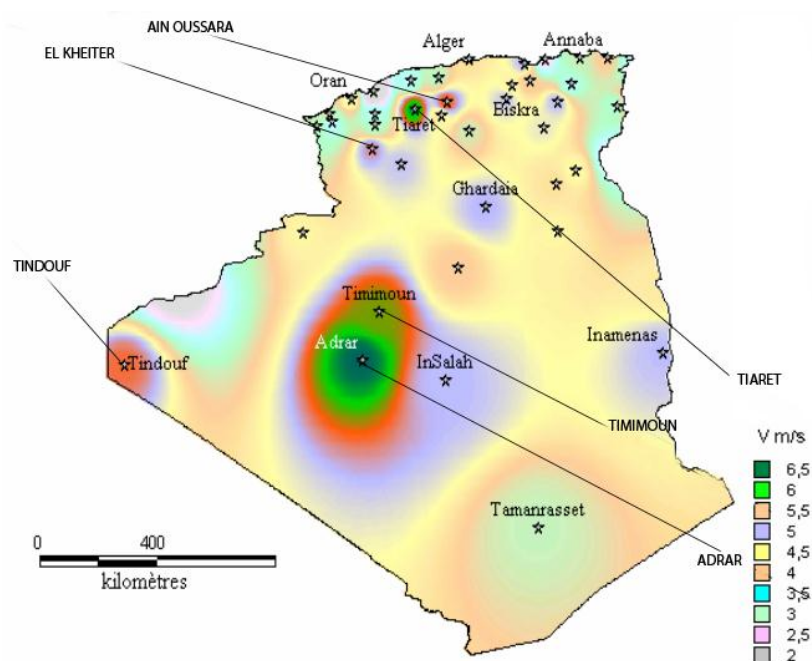 AIN OUSSARA
EL KHEITER
Alger
Annaba
Oran
Biskra
Tiaret
Ghardaia
TINDOUF
Timimoun
Adrar
Inamenas
Tindouf
InSalah
TIARET
TIMIMOUN
V m/s
6,5
6
5,5
5
4,5
4
3,5
3
2,5
2
Tamanrasset
0 400
kilomètres
ADRAR